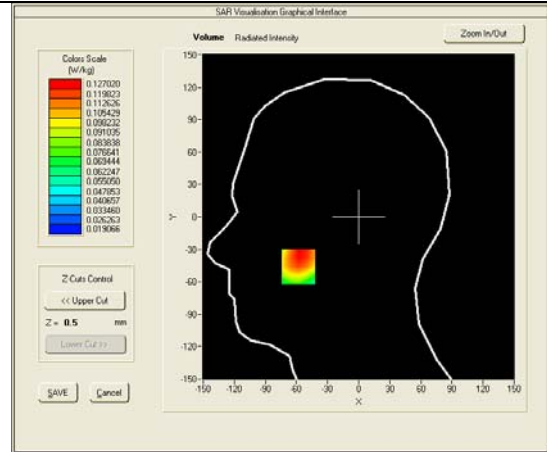 SAR Visualisation Graphical Interface
Volume Radiated Intensity
Zoom In/Out
Colors Scale
(W/kg)
0.127020
0.119823
0.112626
0.105429
0.098232
0.091035
0.083838
0.076641
0.069444
0.062247
0.055050
0.047853
0.040657
0.033460
0.026263
0.019066
Z-Cuts Control
<< Upper Cut
Z = 0.5 mm
Lower Cut >>
SAVE Cancel
150
120
90
60
30
0
-30
-60
-90
-120
-150
Y
-150 -120 -90 -60 -30 0 30 60 90 120 150
X